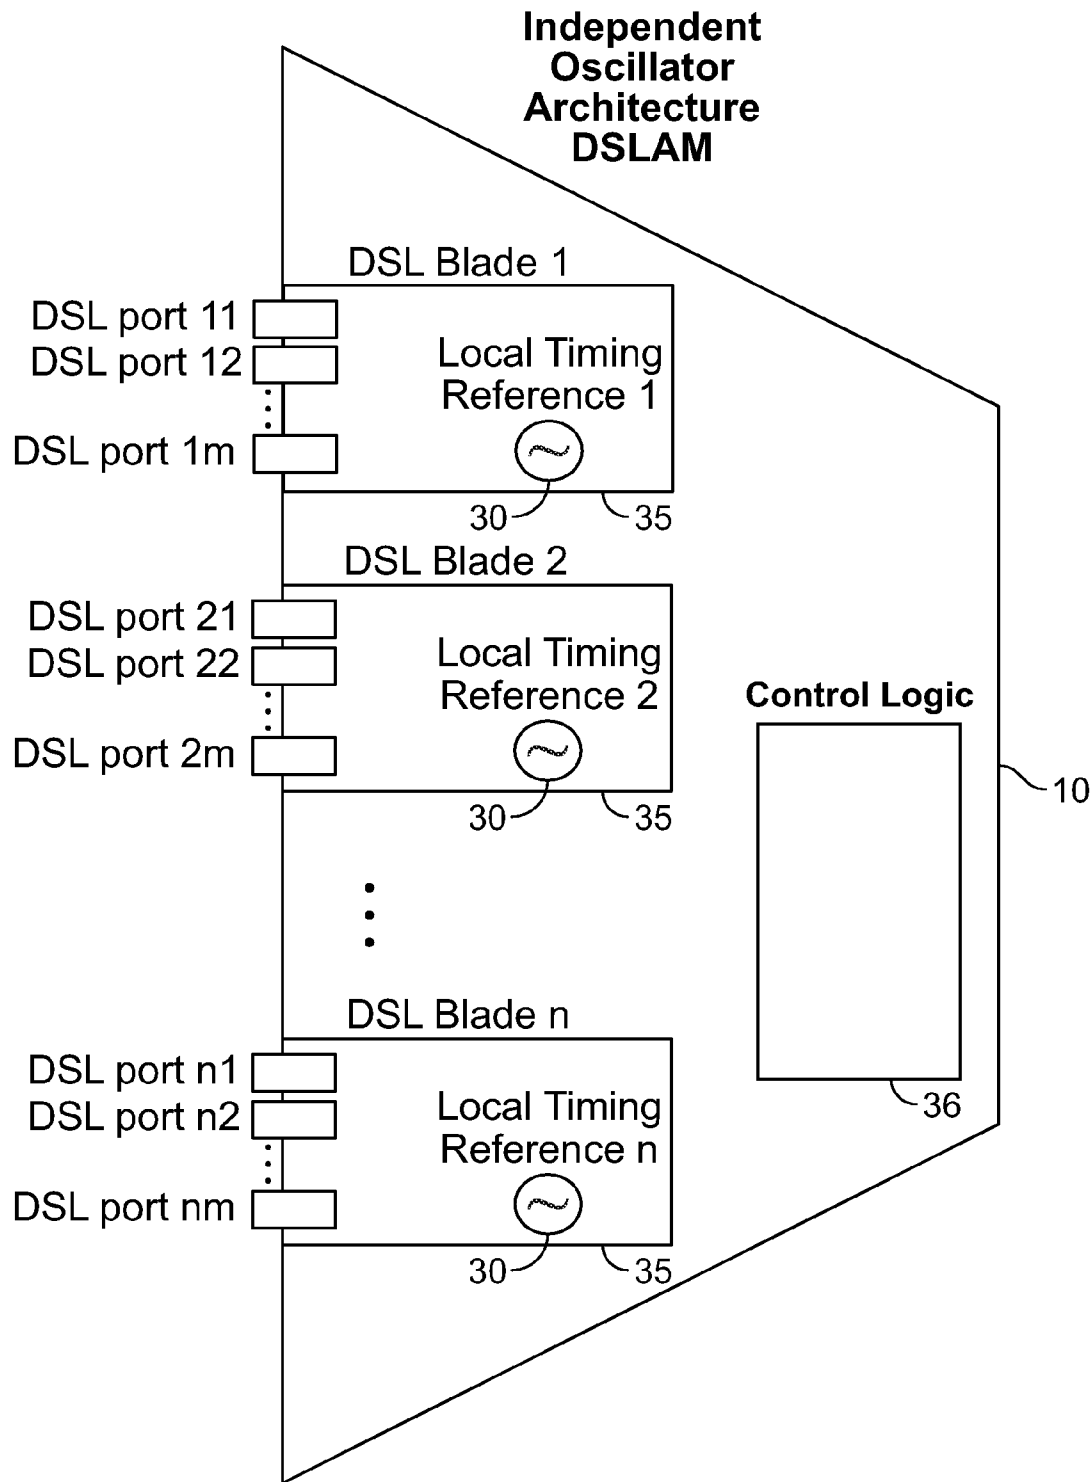 Independent
Oscillator
Architecture
DSLAM
DSL Blade 1
DSL port 11
DSL port 12
DSL port 1m
Local Timing
Reference 1
30
35
DSL Blade 2
DSL port 21
DSL port 22
DSL port 2m
Local Timing
Reference 2
30
35
Control Logic
10
36
DSL Blade n
DSL port n1
DSL port n2
DSL port nm
Local Timing
Reference n
30
35